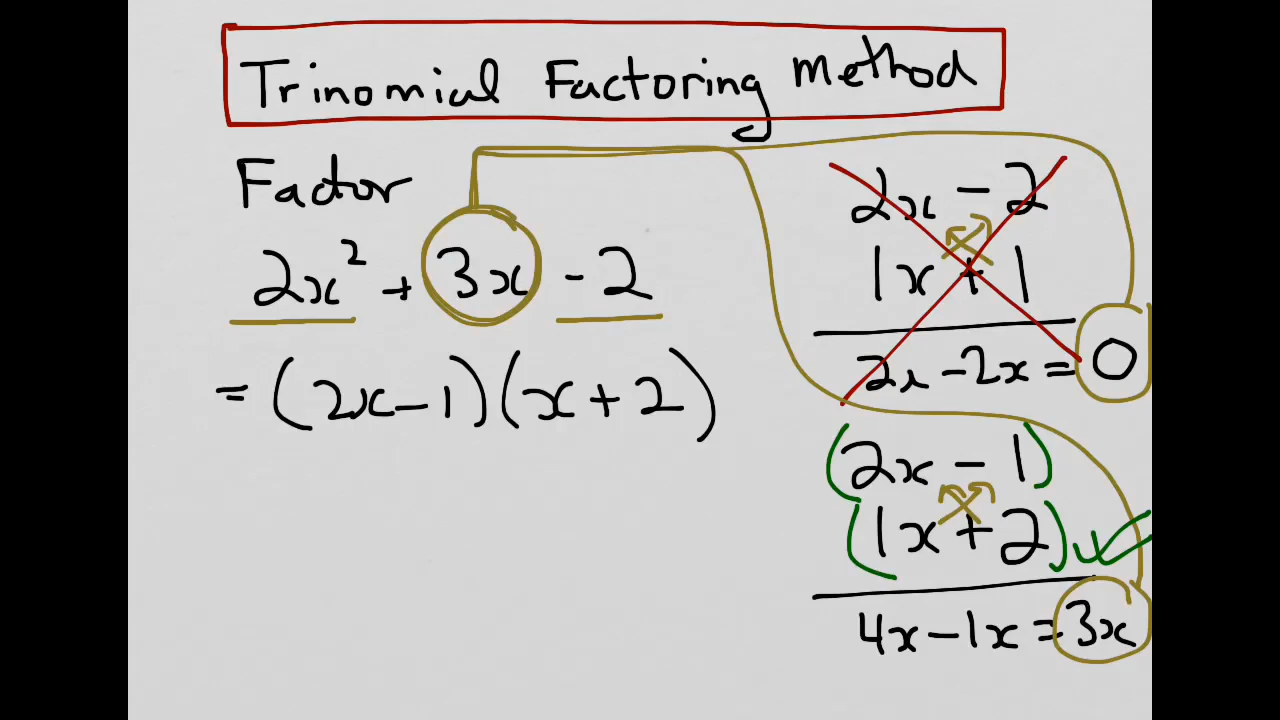 Trinomial Factoring Method
Factor
2x² + 3x - 2
= (2x - 1)(x + 2)
2x - 2
1x + 1
2x - 2x = 0
(2x - 1)
(1x + 2) ✓
4x - 1x = 3x